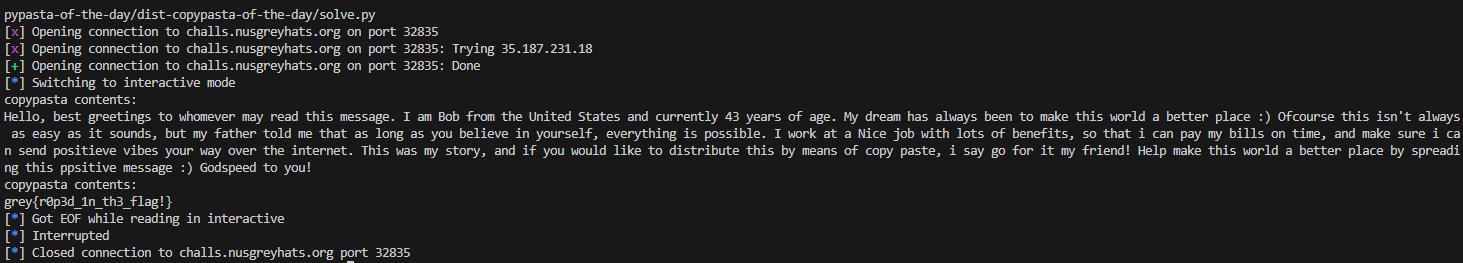 pypasta-of-the-day/dist-copypasta-of-the-day/solve.py
[x] Opening connection to challs.nusgreyhats.org on port 32835
[x] Opening connection to challs.nusgreyhats.org on port 32835: Trying 35.187.231.18
[+] Opening connection to challs.nusgreyhats.org on port 32835: Done
[*] Switching to interactive mode
copypasta contents:
Hello, best greetings to whomever may read this message. I am Bob from the United States and currently 43 years of age. My dream has always been to make this world a better place :) Ofcourse this isn't always
 as easy as it sounds, but my father told me that as long as you believe in yourself, everything is possible. I work at a Nice job with lots of benefits, so that i can pay my bills on time, and make sure i ca
n send positieve vibes your way over the internet. This was my story, and if you would like to distribute this by means of copy paste, i say go for it my friend! Help make this world a better place by spreadi
ng this ppsitive message :) Godspeed to you!
copypasta contents:
grey{r0p3d_1n_th3_flag!}
[*] Got EOF while reading in interactive
[*] Interrupted
[*] Closed connection to challs.nusgreyhats.org port 32835